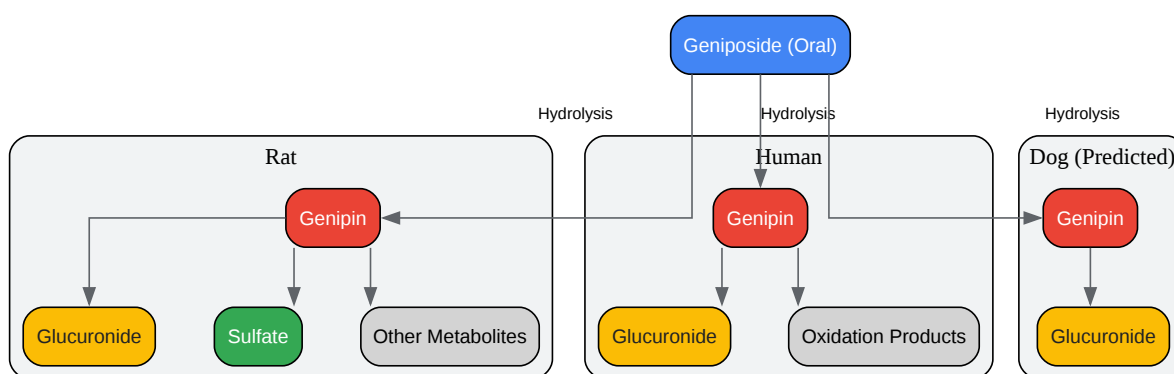 Geniposide (Oral)
Hydrolysis
Hydrolysis
Hydrolysis
Rat
Human
Dog (Predicted)
Genipin
Genipin
Genipin
Glucuronide
Sulfate
Other Metabolites
Glucuronide
Oxidation Products
Glucuronide